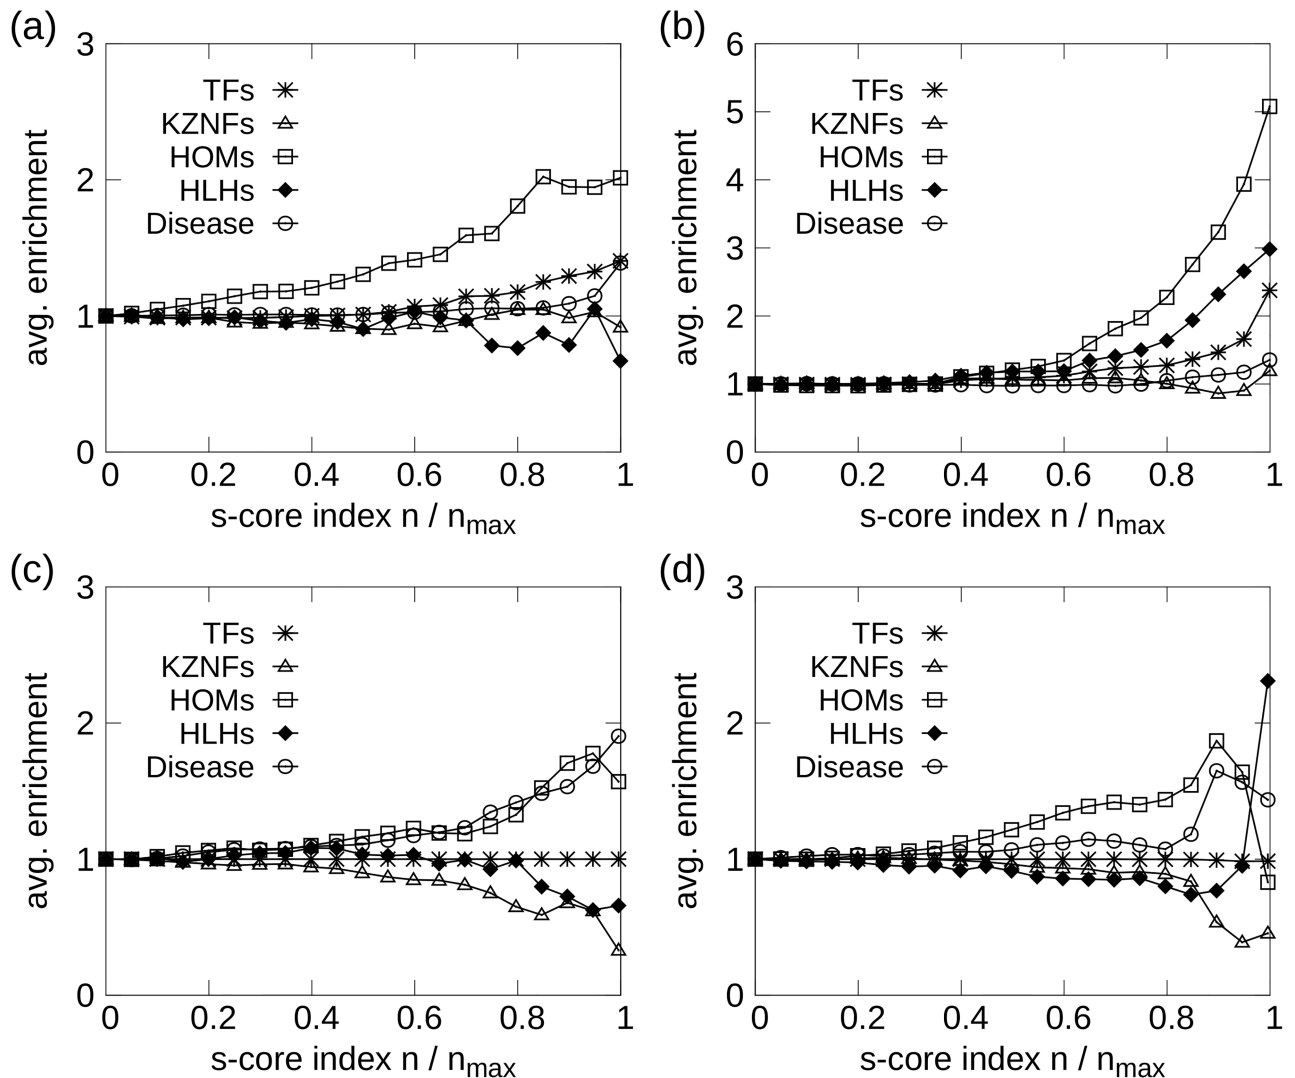 (a)
3
2
1
0
avg. enrichment
TFs
KZNFs
HOMs
HLHs
Disease
0 0.2 0.4 0.6 0.8 1
s-core index n / nmax
(b)
6
5
4
3
2
1
0
avg. enrichment
TFs
KZNFs
HOMs
HLHs
Disease
0 0.2 0.4 0.6 0.8 1
s-core index n / nmax
(c)
3
2
1
0
avg. enrichment
TFs
KZNFs
HOMs
HLHs
Disease
0 0.2 0.4 0.6 0.8 1
s-core index n / nmax
(d)
3
2
1
0
avg. enrichment
TFs
KZNFs
HOMs
HLHs
Disease
0 0.2 0.4 0.6 0.8 1
s-core index n / nmax